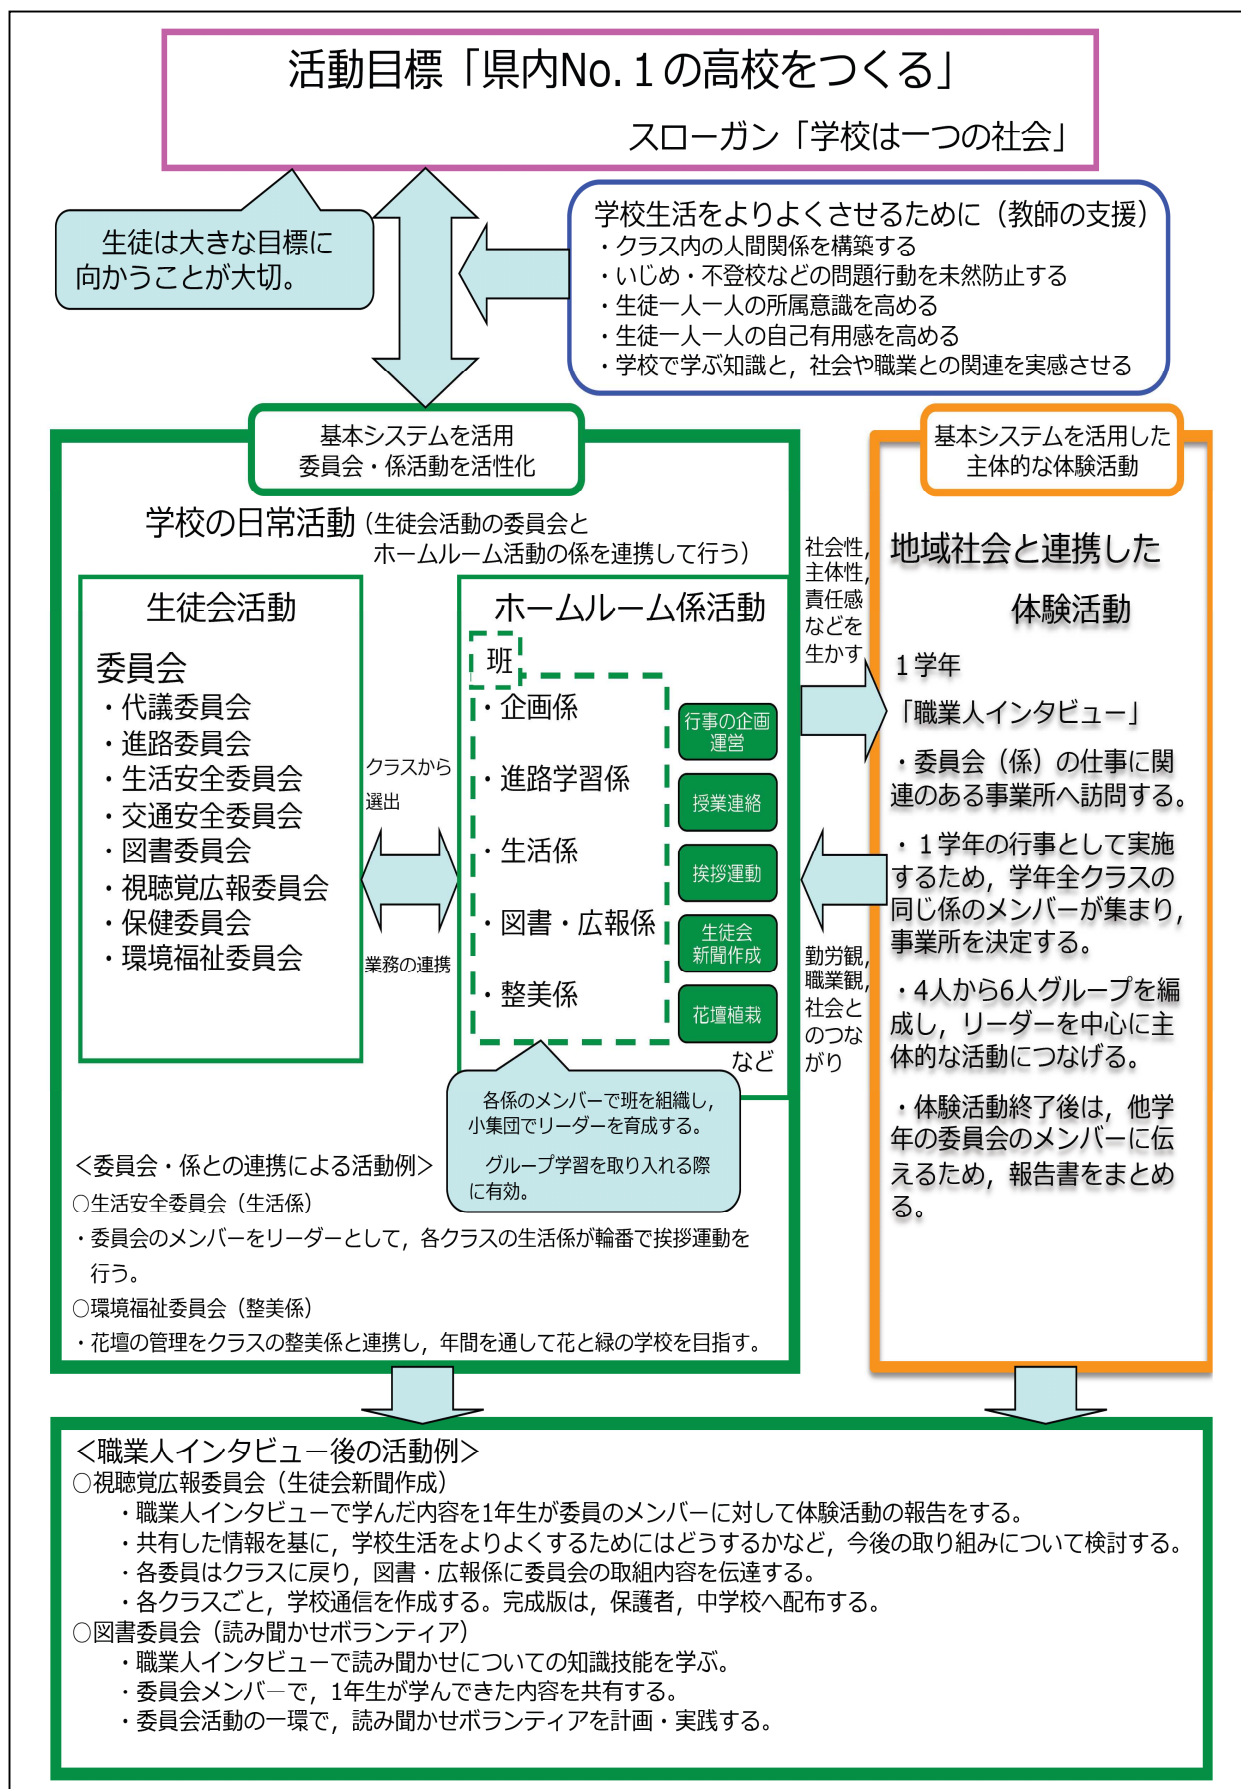 活動目標「県内No.１の高校をつくる」
スローガン「学校は一つの社会」
生徒は大きな目標に
向かうことが大切。
学校生活をよりよくさせるために（教師の支援）
・クラス内の人間関係を構築する
・いじめ・不登校などの問題行動を未然防止する
・生徒一人一人の所属意識を高める
・生徒一人一人の自己有用感を高める
・学校で学ぶ知識と，社会や職業との関連を実感させる
基本システムを活用
委員会・係活動を活性化
学校の日常活動（生徒会活動の委員会と
ホームルーム活動の係を連携して行う）
生徒会活動
委員会
・代議委員会
・進路委員会
・生活安全委員会
・交通安全委員会
・図書委員会
・視聴覚広報委員会
・保健委員会
・環境福祉委員会
クラスから
選出
業務の連携
ホームルーム係活動
班
・企画係
・進路学習係
・生活係
・図書・広報係
・整美係
行事の企画
運営
授業連絡
挨拶運動
生徒会
新聞作成
花壇植栽
など
各係のメンバーで班を組織し，
小集団でリーダーを育成する。
グループ学習を取り入れる際
に有効。
＜委員会・係との連携による活動例＞
○生活安全委員会（生活係）
・委員会のメンバーをリーダーとして，各クラスの生活係が輪番で挨拶運動を
行う。
○環境福祉委員会（整美係）
・花壇の管理をクラスの整美係と連携し，年間を通して花と緑の学校を目指す。
社会性，
主体性，
責任感
などを
生かす
勤労観，
職業観，
社会と
のつな
がり
基本システムを活用した
主体的な体験活動
地域社会と連携した
体験活動
１学年
「職業人インタビュー」
・委員会（係）の仕事に関
連のある事業所へ訪問する。
・１学年の行事として実施
するため，学年全クラスの
同じ係のメンバーが集まり，
事業所を決定する。
・4人から6人グループを編
成し，リーダーを中心に主
体的な活動につなげる。
・体験活動終了後は，他学
年の委員会のメンバーに伝
えるため，報告書をまとめ
る。
＜職業人インタビュー後の活動例＞
○視聴覚広報委員会（生徒会新聞作成）
・職業人インタビューで学んだ内容を1年生が委員のメンバーに対して体験活動の報告をする。
・共有した情報を基に，学校生活をよりよくするためにはどうするかなど，今後の取り組みについて検討する。
・各委員はクラスに戻り，図書・広報係に委員会の取組内容を伝達する。
・各クラスごと，学校通信を作成する。完成版は，保護者，中学校へ配布する。
○図書委員会（読み聞かせボランティア）
・職業人インタビューで読み聞かせについての知識技能を学ぶ。
・委員会メンバーで，1年生が学んできた内容を共有する。
・委員会活動の一環で，読み聞かせボランティアを計画・実践する。